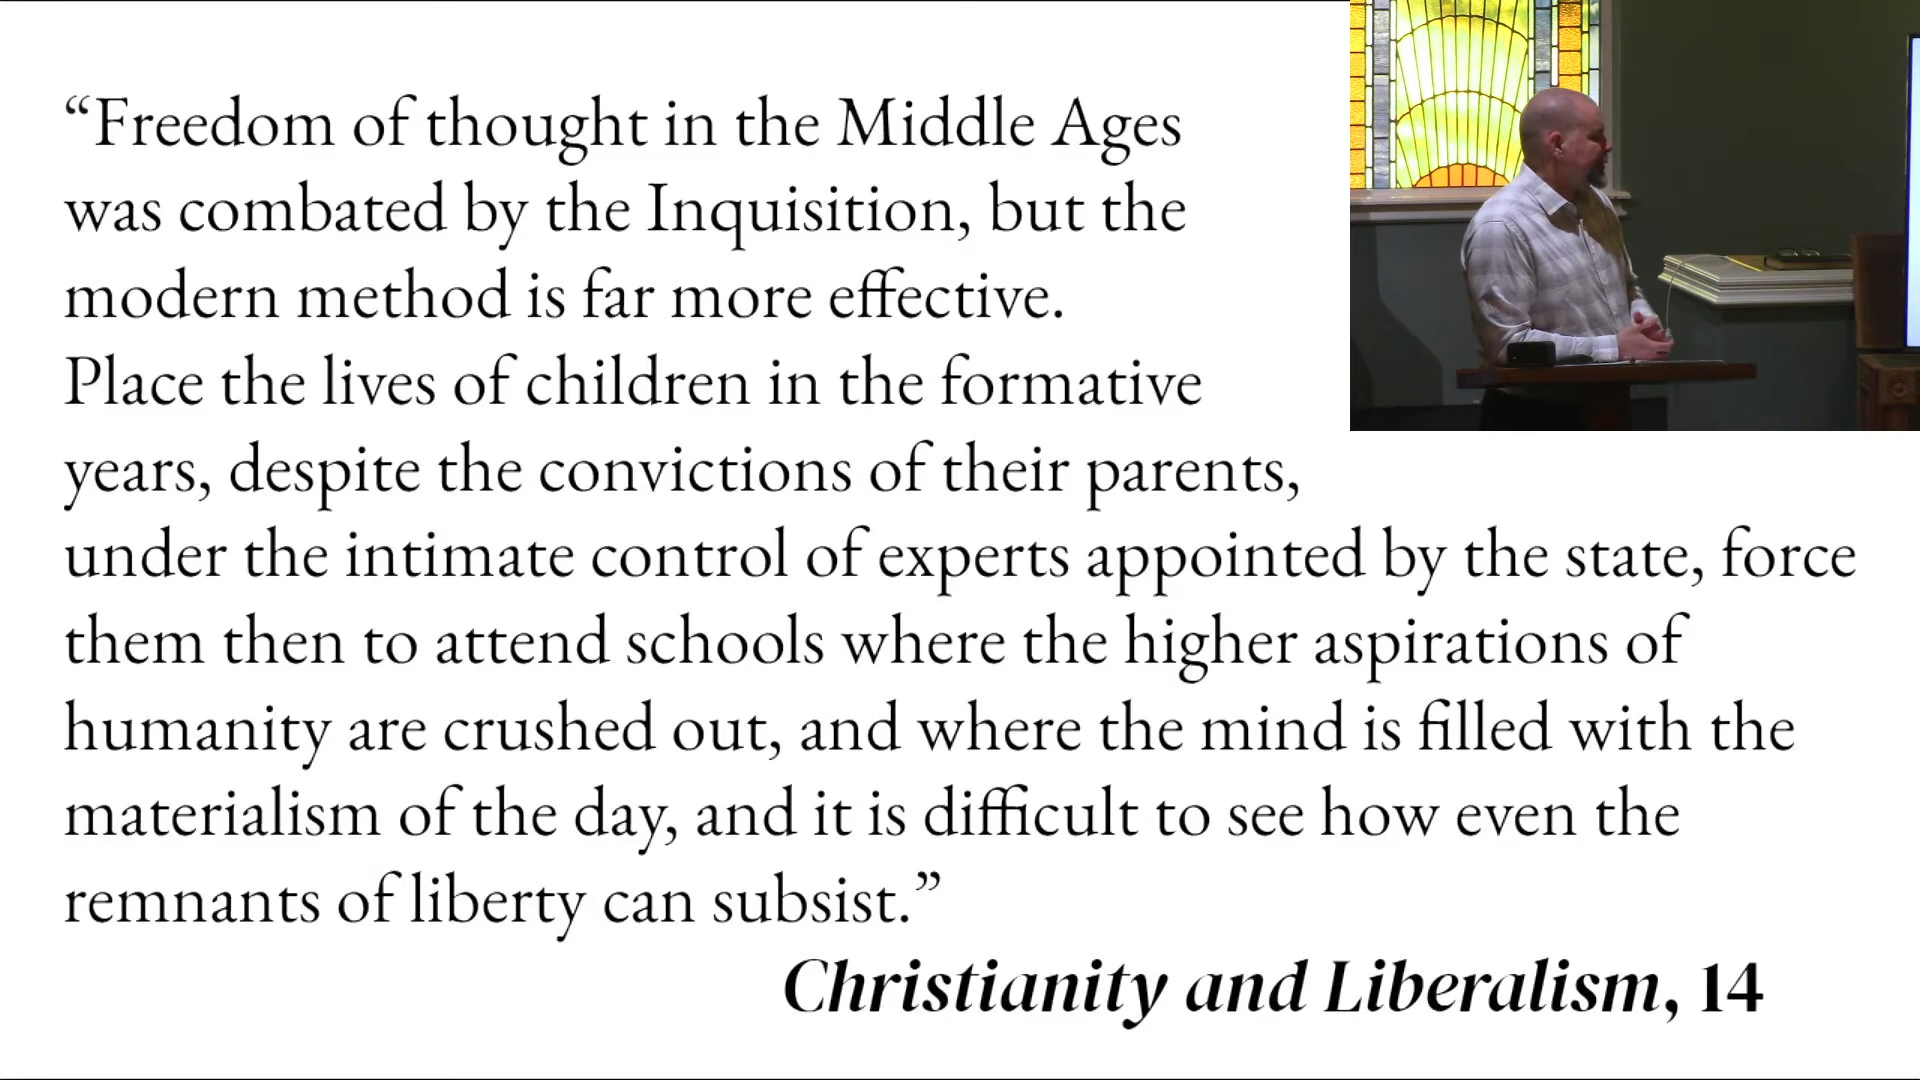 “Freedom of thought in the Middle Ages
was combated by the Inquisition, but the
modern method is far more effective.
Place the lives of children in the formative
years, despite the convictions of their parents,
under the intimate control of experts appointed by the state, force
them then to attend schools where the higher aspirations of
humanity are crushed out, and where the mind is filled with the
materialism of the day, and it is difficult to see how even the
remnants of liberty can subsist.”
Christianity and Liberalism, 14